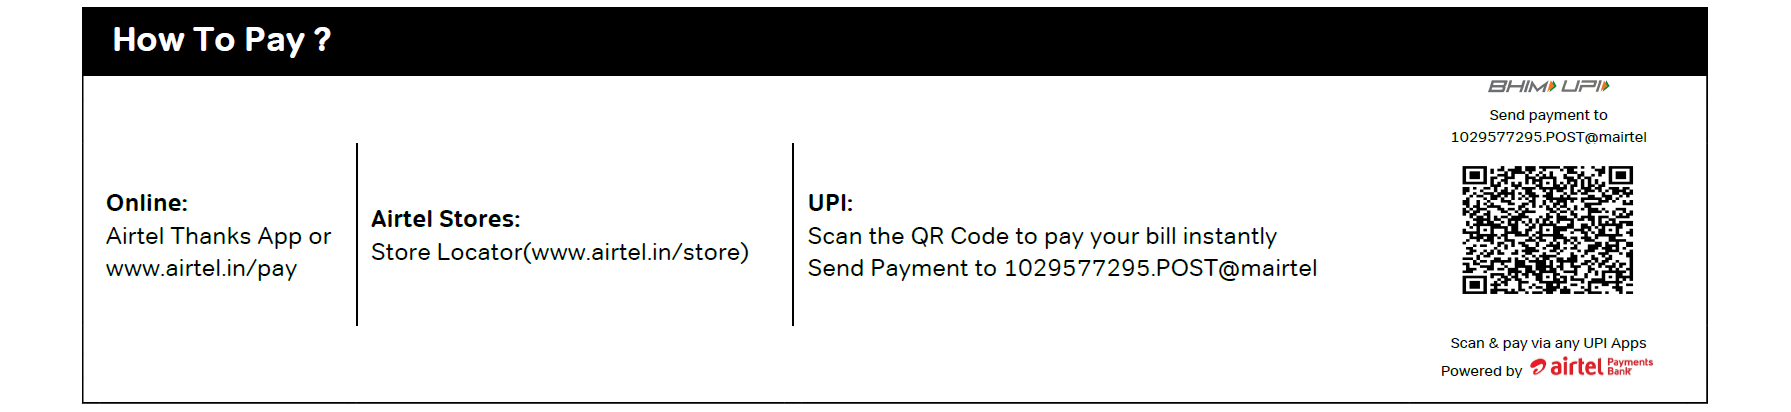 How To Pay ?
Online:
Airtel Thanks App or
www.airtel.in/pay
Airtel Stores:
Store Locator(www.airtel.in/store)
UPI:
Scan the QR Code to pay your bill instantly
Send Payment to 1029577295.POST@mairtel
BHIM UPI
Send payment to
1029577295.POST@mairtel
Scan & pay via any UPI Apps
Powered by airtel Payments Bank